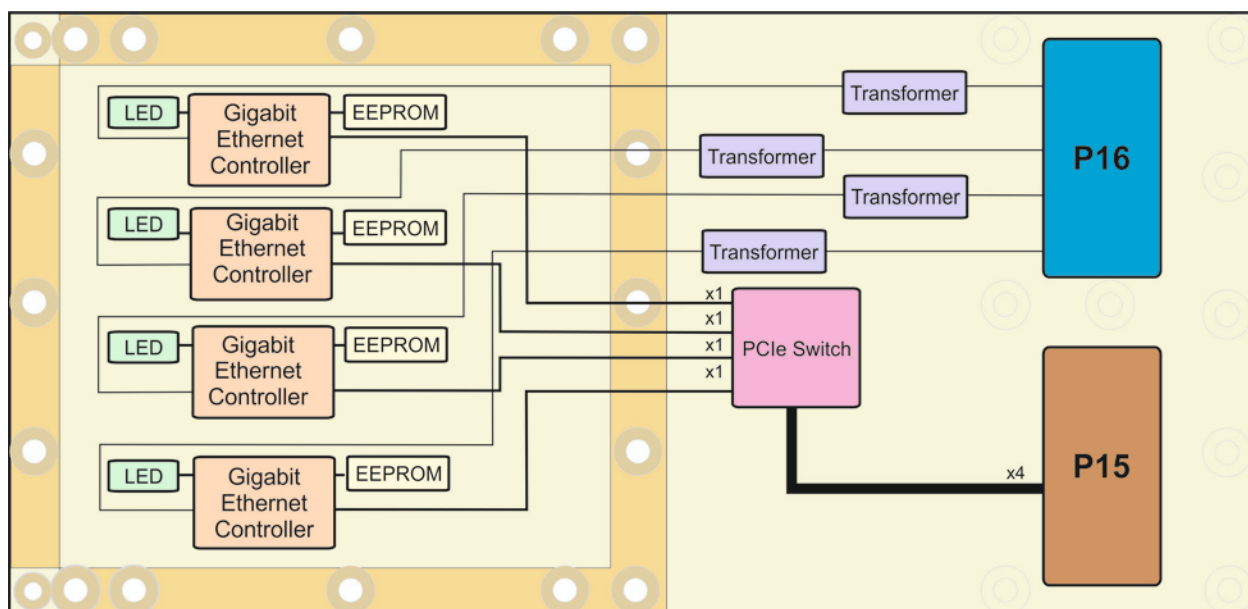 LED
Gigabit
Ethernet
Controller
EEPROM
Transformer
P16
Transformer
LED
Gigabit
Ethernet
Controller
EEPROM
Transformer
Transformer
x1
x1
x1
x1
PCIe Switch
LED
Gigabit
Ethernet
Controller
EEPROM
LED
Gigabit
Ethernet
Controller
EEPROM
x4
P15